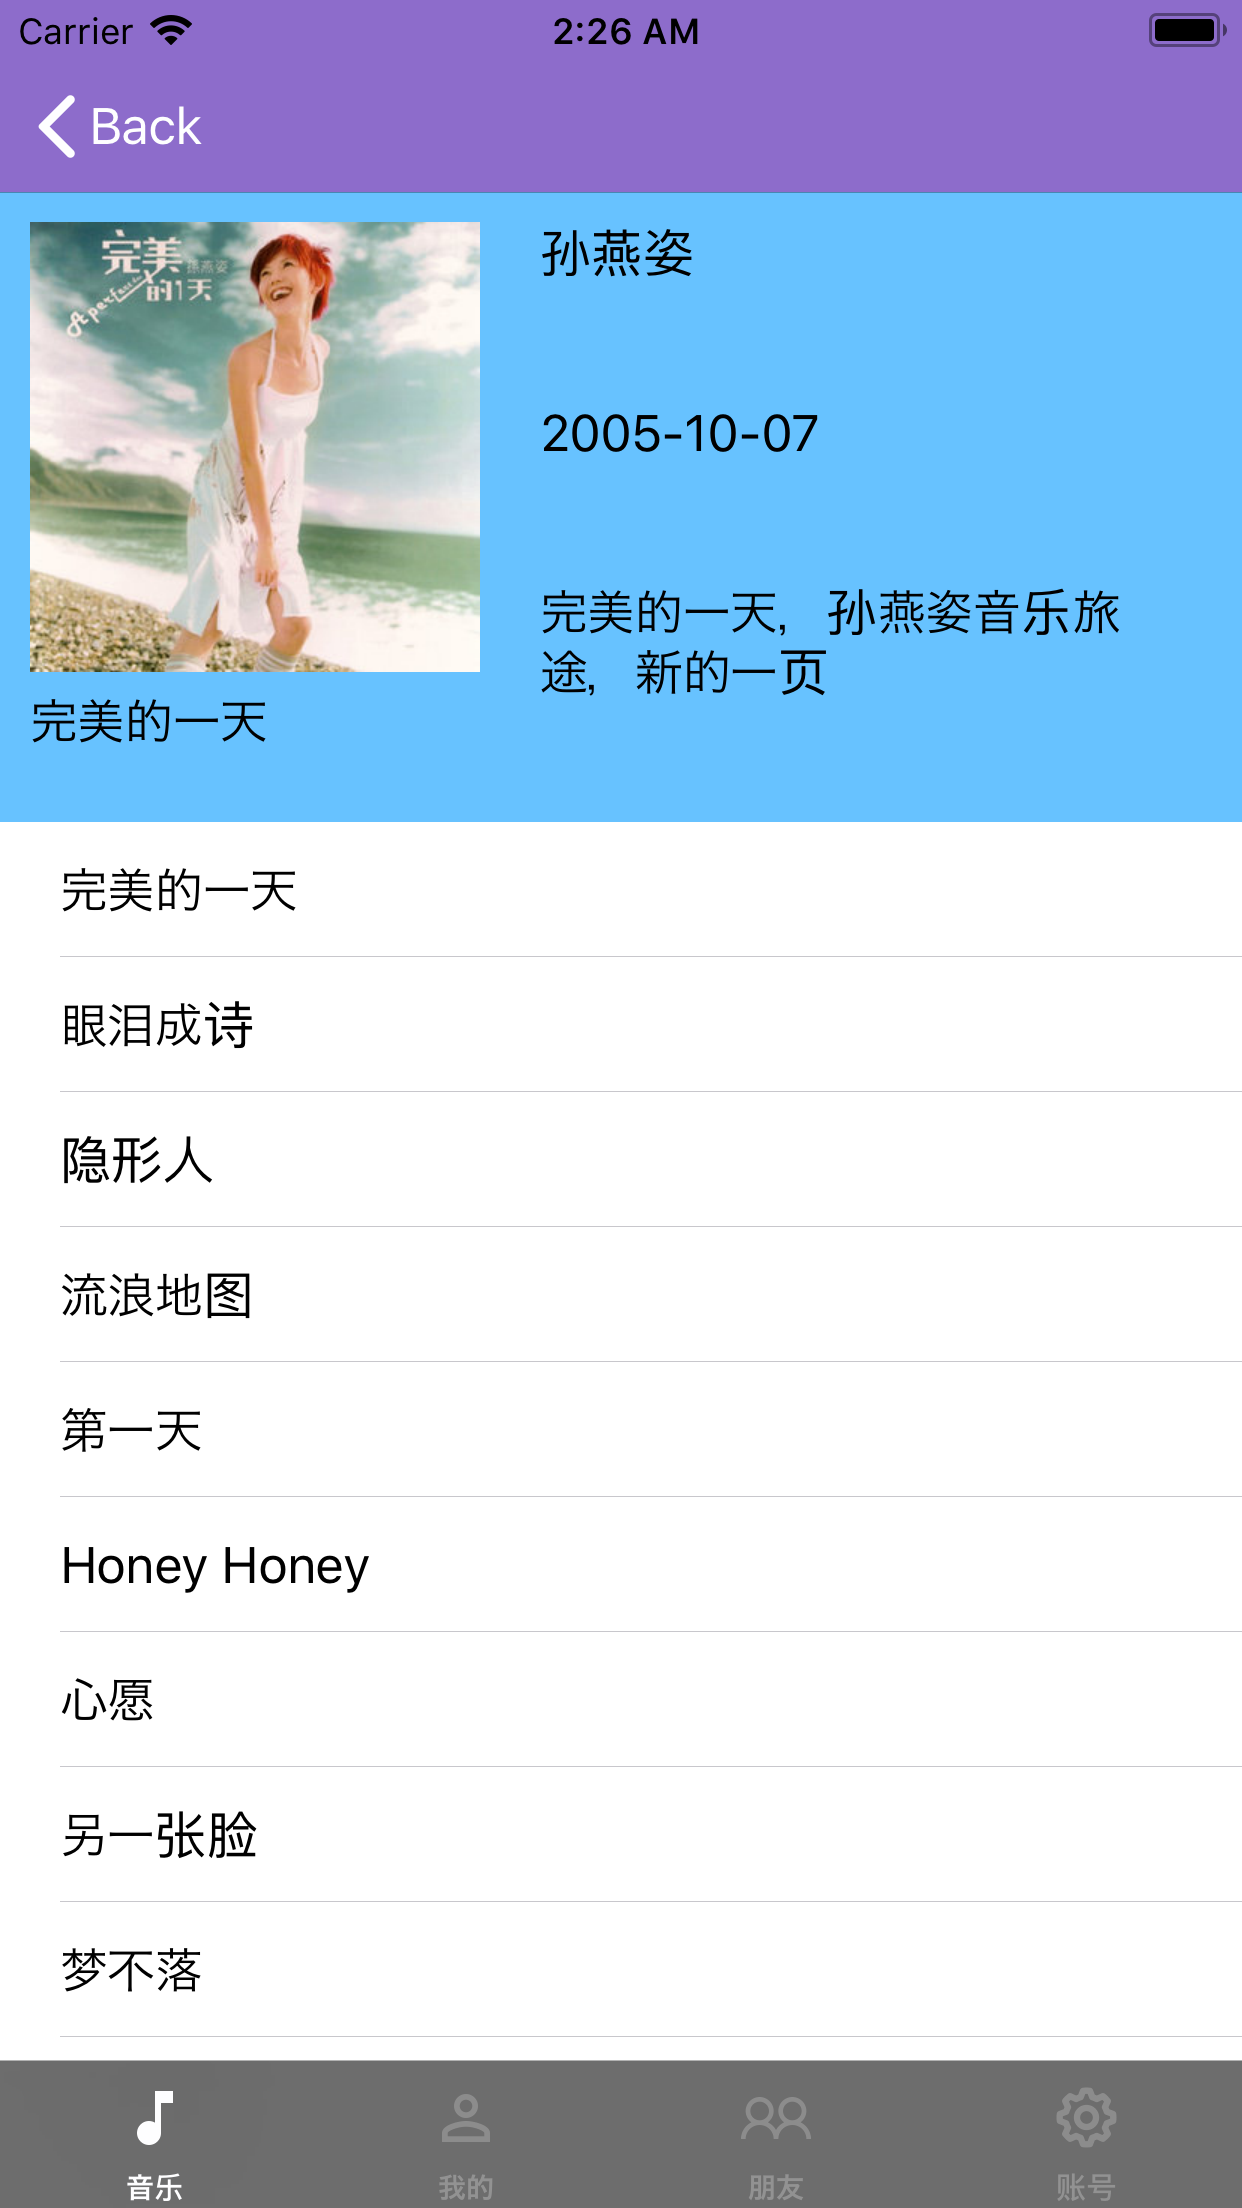 Carrier 2:26 AM
Back
完美
孙燕姿
的1天
A perfect day
孙燕姿
2005-10-07
完美的一天，孙燕姿音乐旅
途，新的一页
完美的一天
完美的一天
眼泪成诗
隐形人
流浪地图
第一天
Honey Honey
心愿
另一张脸
梦不落
音乐 我的 朋友 账号